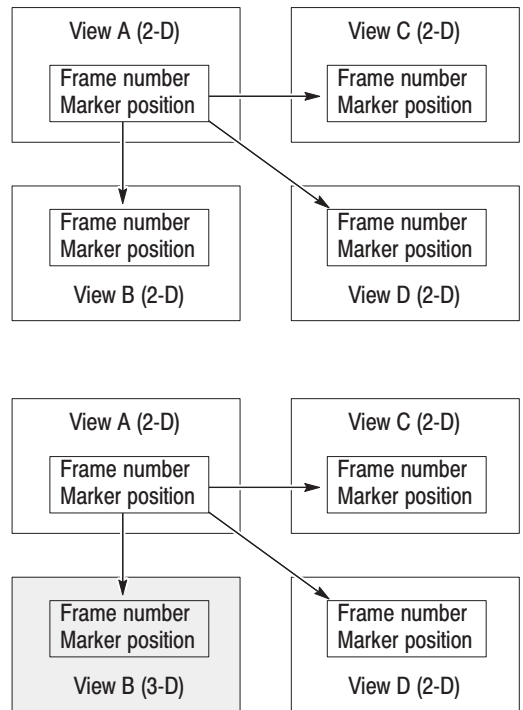 View A (2-D)
Frame number
Marker position
View C (2-D)
Frame number
Marker position
Frame number
Marker position
View B (2-D)
Frame number
Marker position
View D (2-D)
View A (2-D)
Frame number
Marker position
View C (2-D)
Frame number
Marker position
Frame number
Marker position
View B (3-D)
Frame number
Marker position
View D (2-D)